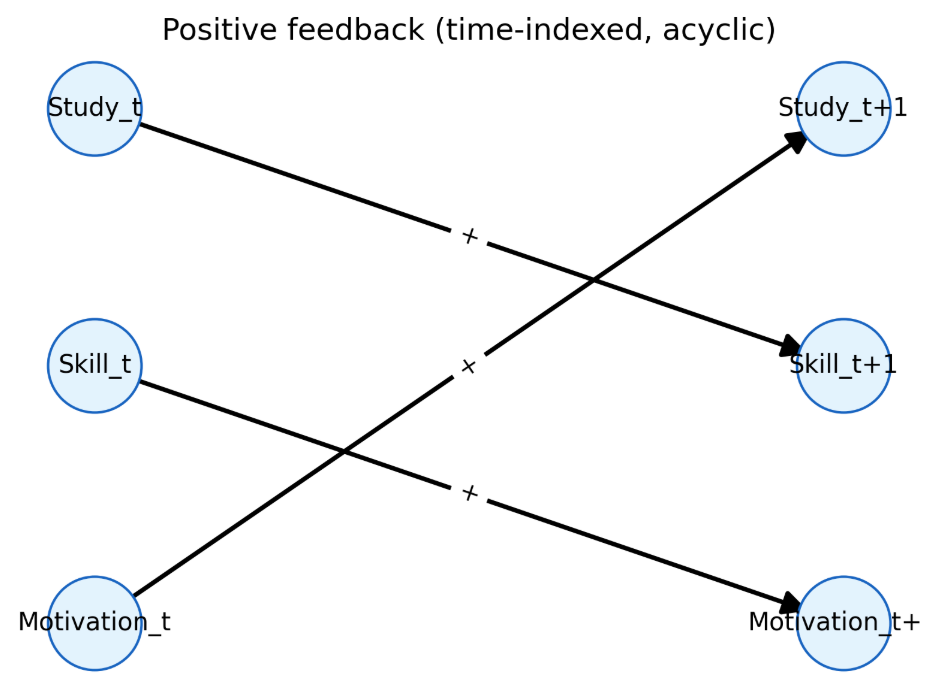 Positive feedback (time-indexed, acyclic)
Study_t
Study_t+1
+
Skill_t
+
Skill_t+1
+
Motivation_t
Motivation_t+